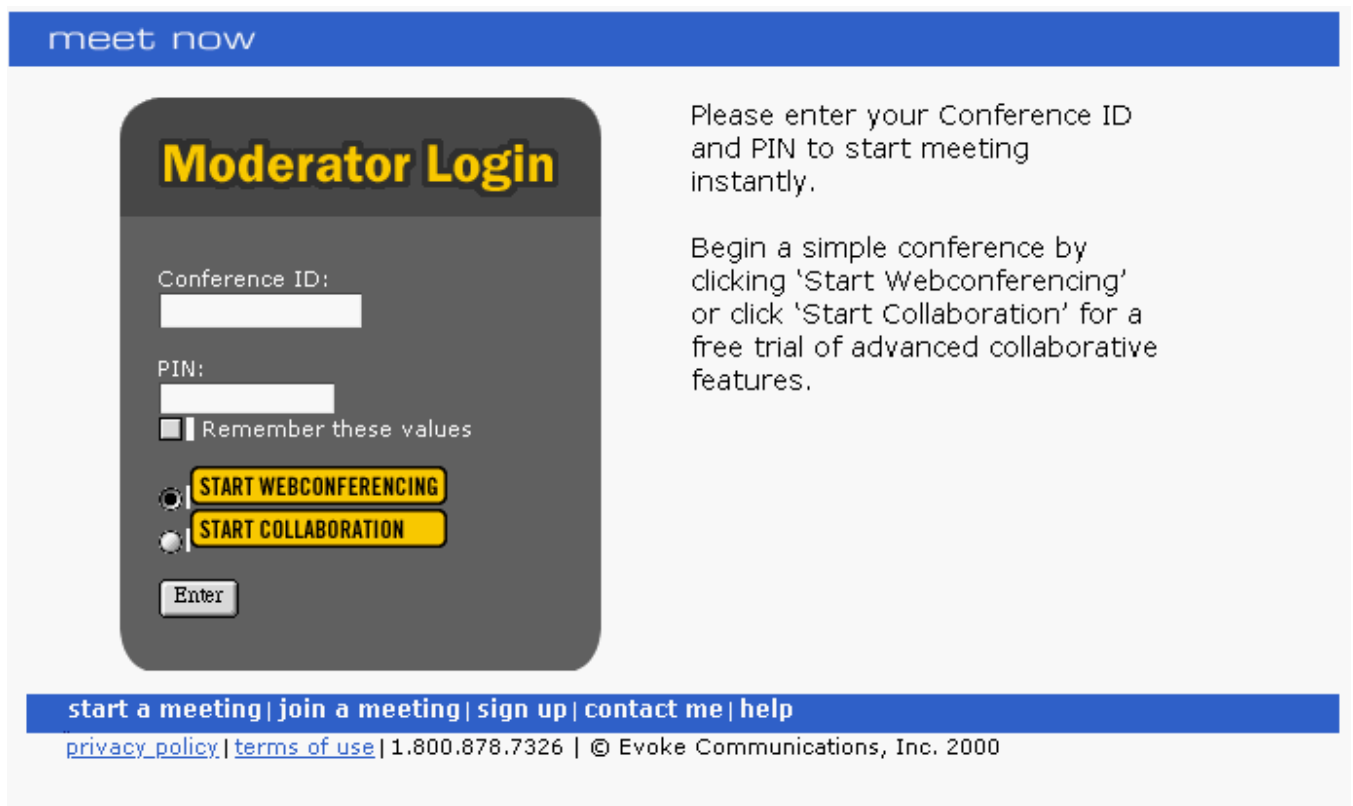 meet now
Moderator Login
Conference ID:
PIN:
Remember these values
START WEBCONFERENCING
START COLLABORATION
Enter
Please enter your Conference ID
and PIN to start meeting
instantly.
Begin a simple conference by
clicking ‘Start Webconferencing’
or click ‘Start Collaboration’ for a
free trial of advanced collaborative
features.
start a meeting | join a meeting | sign up | contact me | help
privacy policy | terms of use | 1.800.878.7326 | © Evoke Communications, Inc. 2000